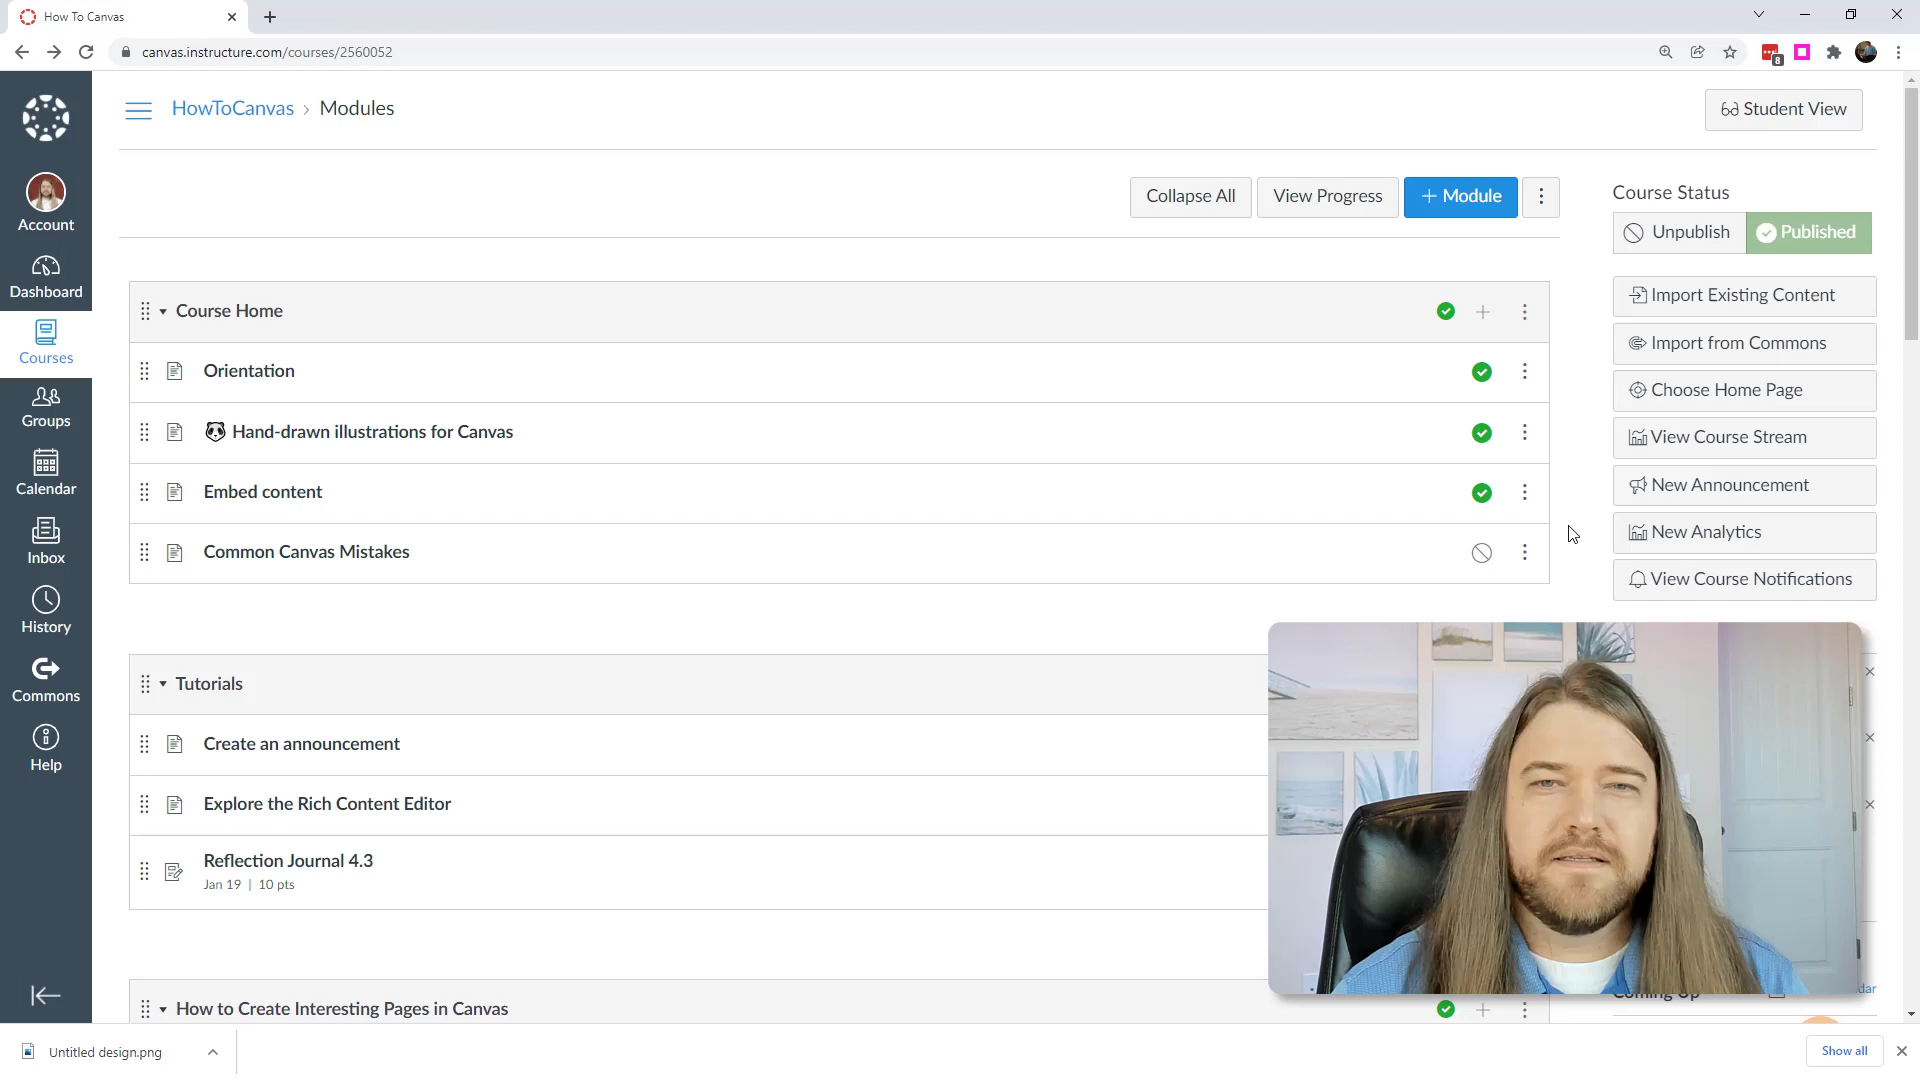 How To Canvas
canvas.instructure.com/courses/2560052
8
HowToCanvas › Modules
Student View
Collapse All
View Progress
+ Module
Course Status
Unpublish
Published
Account
Dashboard
Courses
Groups
Calendar
Inbox
History
Commons
Help
Course Home
Orientation
Hand-drawn illustrations for Canvas
Embed content
Common Canvas Mistakes
Import Existing Content
Import from Commons
Choose Home Page
View Course Stream
New Announcement
New Analytics
View Course Notifications
Tutorials
Create an announcement
Explore the Rich Content Editor
Reflection Journal 4.3
Jan 19 | 10 pts
How to Create Interesting Pages in Canvas
Coming Up
Untitled design.png
Show all